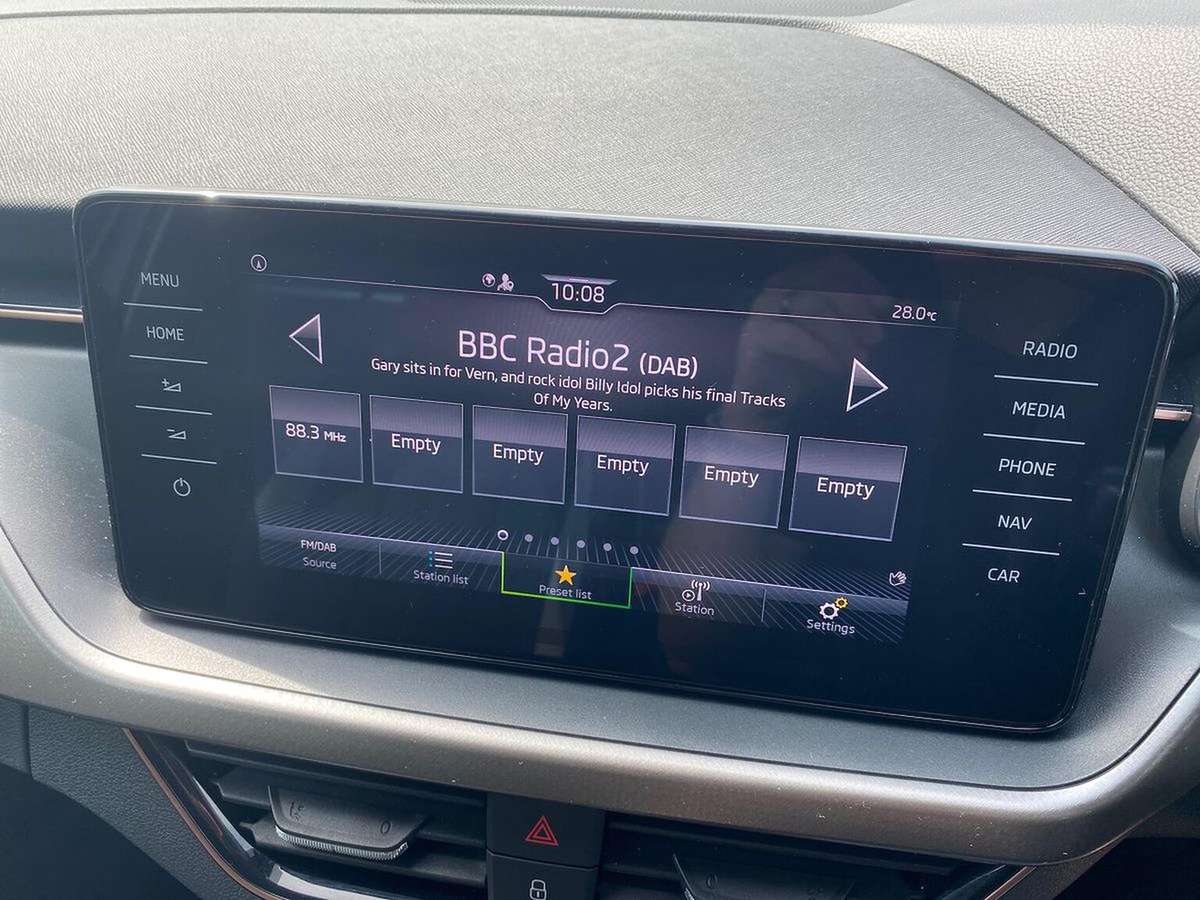 MENU
HOME
10:08
28.0°C
BBC Radio2 (DAB)
Gary sits in for Vern, and rock idol Billy Idol picks his final Tracks
Of My Years.
88.3 MHz
Empty
Empty
Empty
Empty
Empty
FM/DAB
Source
Station list
Preset list
Station
Settings
RADIO
MEDIA
PHONE
NAV
CAR
0